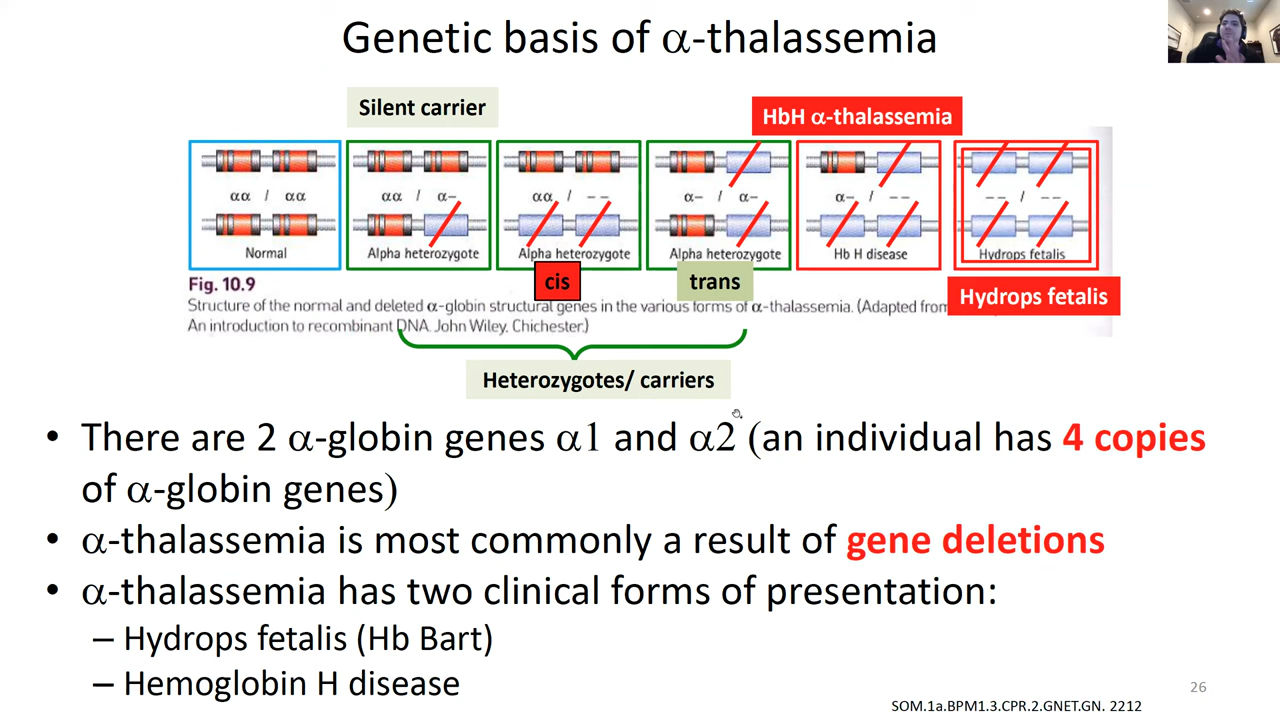 Genetic basis of α-thalassemia
Silent carrier
HbH α-thalassemia
αα / αα
αα / α–
αα / – –
α– / α–
α– / – –
– – / – –
Normal
Alpha heterozygote
Alpha heterozygote
Alpha heterozygote
Hb H disease
Hydrops fetalis
cis
trans
Hydrops fetalis
Fig. 10.9
Structure of the normal and deleted α-globin structural genes in the various forms of α-thalassemia. (Adapted from
An introduction to recombinant DNA. John Wiley, Chichester.)
Heterozygotes/ carriers
• There are 2 α-globin genes α1 and α2 (an individual has 4 copies
of α-globin genes)
• α-thalassemia is most commonly a result of gene deletions
• α-thalassemia has two clinical forms of presentation:
– Hydrops fetalis (Hb Bart)
– Hemoglobin H disease
26
SOM.1a.BPM1.3.CPR.2.GNET.GN. 2212